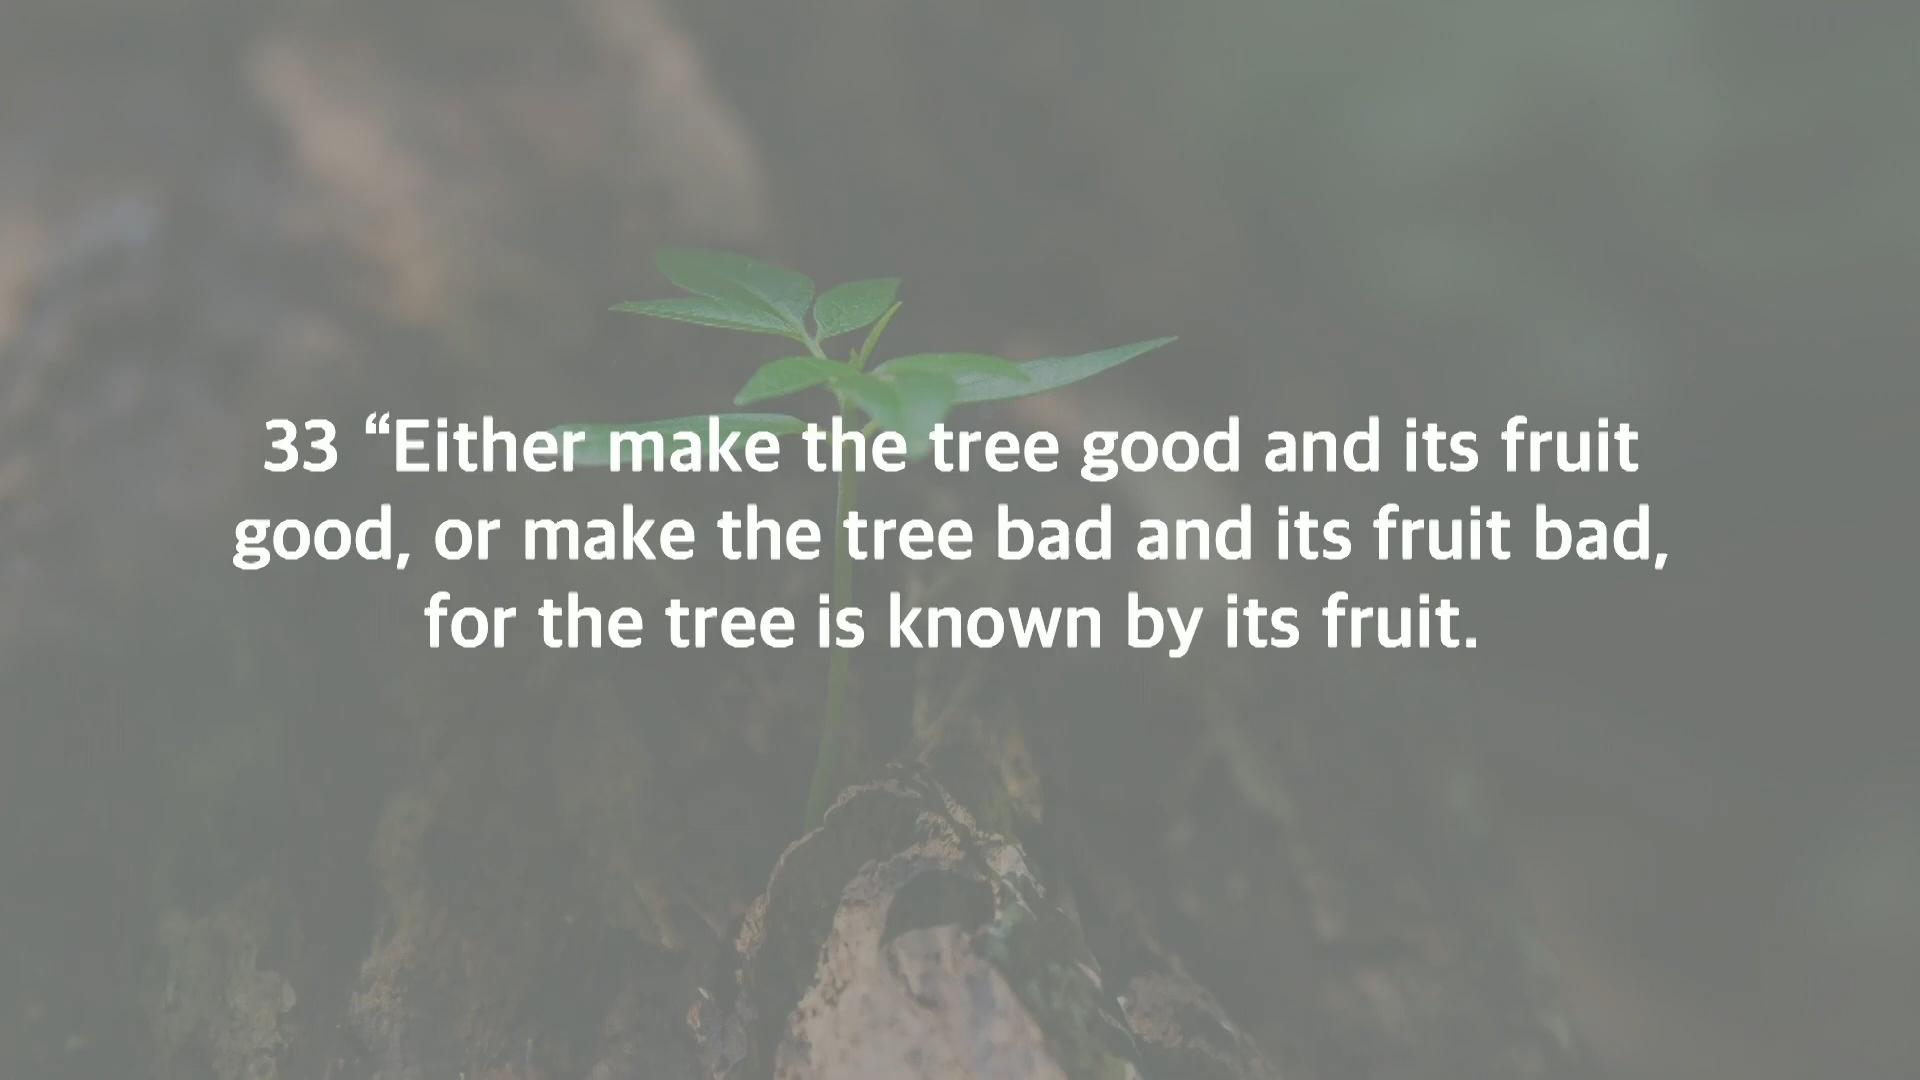 33 “Either make the tree good and its fruit
good, or make the tree bad and its fruit bad,
for the tree is known by its fruit.